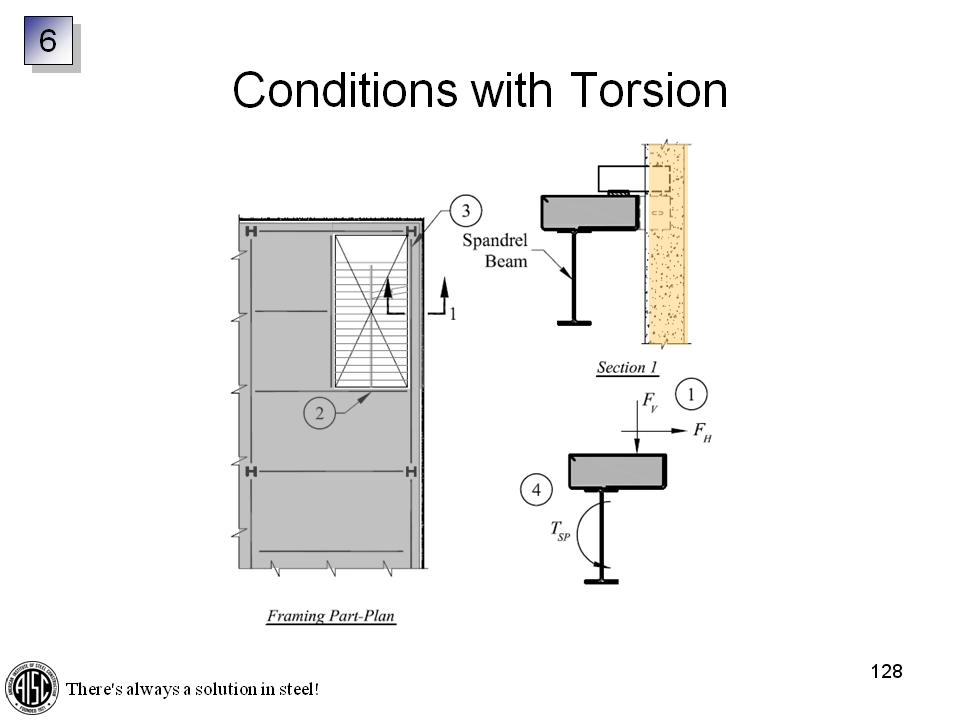 6
Conditions with Torsion
3
Spandrel
Beam
1
2
Section 1
1
F_V
F_H
4
T_SP
Framing Part-Plan
128
AISC
There's always a solution in steel!